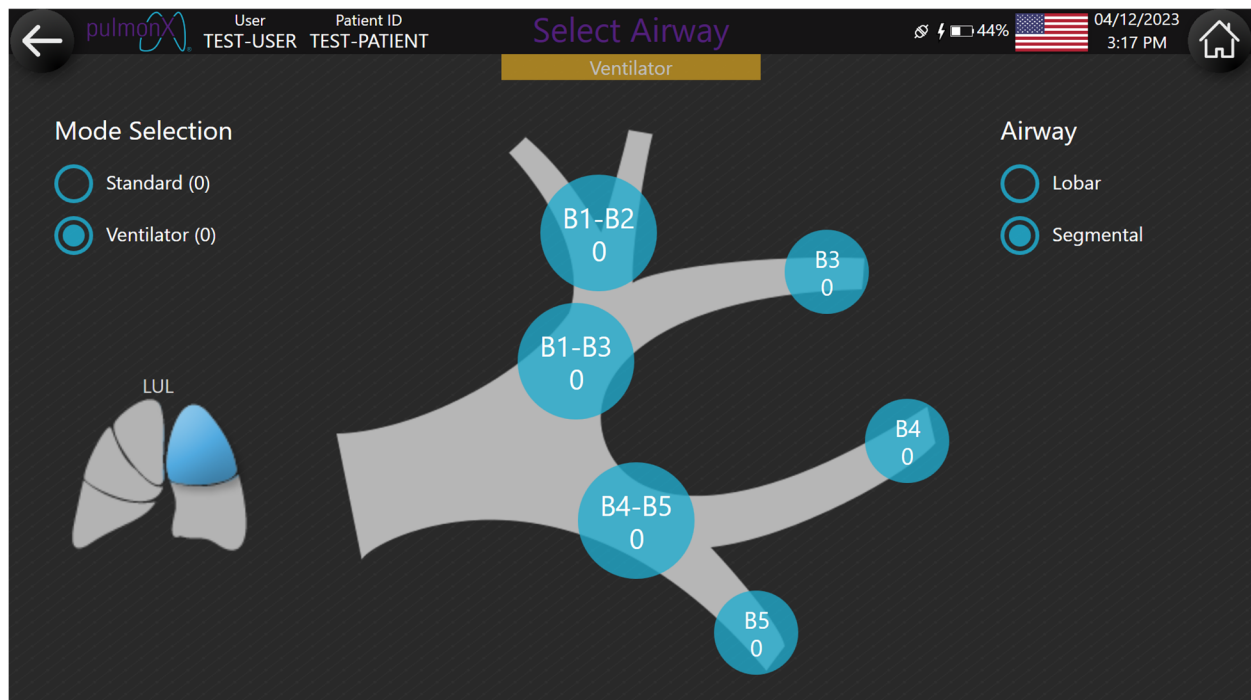 pulmonX
User
TEST-USER
Patient ID
TEST-PATIENT
Select Airway
44%
04/12/2023
3:17 PM
Ventilator
Mode Selection
Standard (0)
Ventilator (0)
Airway
Lobar
Segmental
LUL
B1-B2
0
B3
0
B1-B3
0
B4
0
B4-B5
0
B5
0